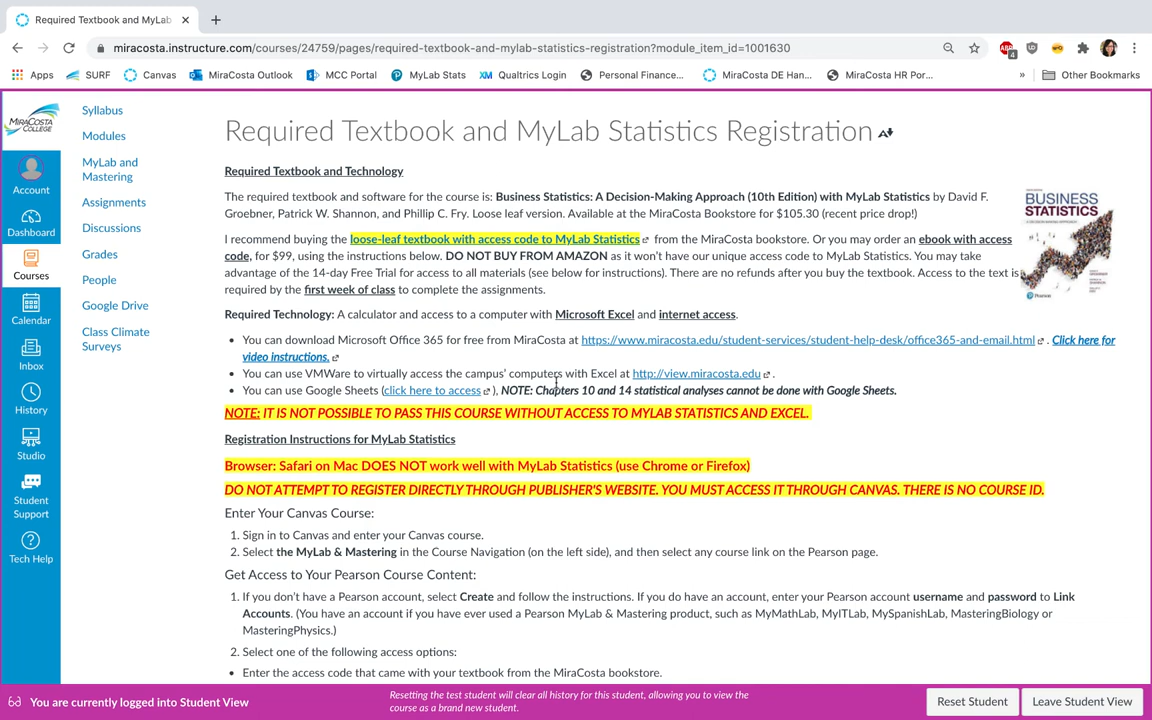 Required Textbook and MyLab
miracosta.instructure.com/courses/24759/pages/required-textbook-and-mylab-statistics-registration?module_item_id=1001630
ABP
4
Apps
SURF
Canvas
MiraCosta Outlook
MCC Portal
MyLab Stats
XM Qualtrics Login
Personal Finance...
MiraCosta DE Han...
MiraCosta HR Por...
»
Other Bookmarks
MIRACOSTA
COLLEGE
Account
Dashboard
Courses
Calendar
Inbox
History
Studio
Student
Support
Tech Help
Syllabus
Modules
MyLab and
Mastering
Assignments
Discussions
Grades
People
Google Drive
Class Climate
Surveys
Required Textbook and MyLab Statistics Registration
Required Textbook and Technology
The required textbook and software for the course is: Business Statistics: A Decision-Making Approach (10th Edition) with MyLab Statistics by David F.
Groebner, Patrick W. Shannon, and Phillip C. Fry. Loose leaf version. Available at the MiraCosta Bookstore for $105.30 (recent price drop!)
I recommend buying the loose-leaf textbook with access code to MyLab Statistics from the MiraCosta bookstore. Or you may order an ebook with access
code, for $99, using the instructions below. DO NOT BUY FROM AMAZON as it won't have our unique access code to MyLab Statistics. You may take
advantage of the 14-day Free Trial for access to all materials (see below for instructions). There are no refunds after you buy the textbook. Access to the text is
required by the first week of class to complete the assignments.
BUSINESS
STATISTICS
Pearson
Required Technology: A calculator and access to a computer with Microsoft Excel and internet access.
• You can download Microsoft Office 365 for free from MiraCosta at https://www.miracosta.edu/student-services/student-help-desk/office365-and-email.html . Click here for
video instructions.
• You can use VMWare to virtually access the campus' computers with Excel at http://view.miracosta.edu .
• You can use Google Sheets (click here to access ), NOTE: Chapters 10 and 14 statistical analyses cannot be done with Google Sheets.
NOTE: IT IS NOT POSSIBLE TO PASS THIS COURSE WITHOUT ACCESS TO MYLAB STATISTICS AND EXCEL.
Registration Instructions for MyLab Statistics
Browser: Safari on Mac DOES NOT work well with MyLab Statistics (use Chrome or Firefox)
DO NOT ATTEMPT TO REGISTER DIRECTLY THROUGH PUBLISHER'S WEBSITE. YOU MUST ACCESS IT THROUGH CANVAS. THERE IS NO COURSE ID.
Enter Your Canvas Course:
1. Sign in to Canvas and enter your Canvas course.
2. Select the MyLab & Mastering in the Course Navigation (on the left side), and then select any course link on the Pearson page.
Get Access to Your Pearson Course Content:
1. If you don't have a Pearson account, select Create and follow the instructions. If you do have an account, enter your Pearson account username and password to Link
Accounts. (You have an account if you have ever used a Pearson MyLab & Mastering product, such as MyMathLab, MyITLab, MySpanishLab, MasteringBiology or
MasteringPhysics.)
2. Select one of the following access options:
• Enter the access code that came with your textbook from the MiraCosta bookstore.
You are currently logged into Student View
Resetting the test student will clear all history for this student, allowing you to view the
course as a brand new student.
Reset Student
Leave Student View